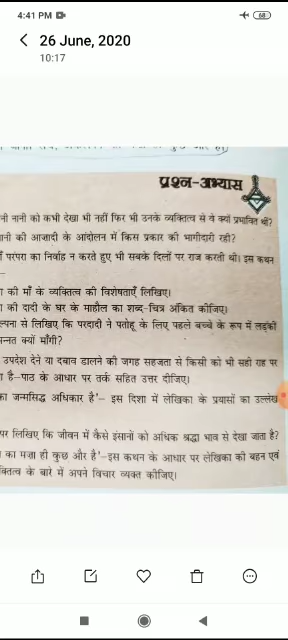 4:41 PM
68
26 June, 2020
10:17
प्रश्न-अभ्यास
नी नानी को कभी देखा भी नहीं फिर भी उनके व्यक्तित्व से वे क्यों प्रभावित थीं?
नानी की आज़ादी के आंदोलन में किस प्रकार की भागीदारी रही?
ाँ परंपरा का निर्वाह न करते हुए भी सबके दिलों पर राज करती थी। इस कथन
की माँ के व्यक्तित्व की विशेषताएँ लिखिए।
की दादी के घर के माहौल का शब्द-चित्र अंकित कीजिए।
ल्पना से लिखिए कि परदादी ने पतोहू के लिए पहले बच्चे के रूप में लड़की
मन्नत क्यों माँगी?
उपदेश देने या दबाव डालने की जगह सहजता से किसी को भी सही राह पर
ा है-पाठ के आधार पर तर्क सहित उत्तर दीजिए।
का जन्मसिद्ध अधिकार है'- इस दिशा में लेखिका के प्रयासों का उल्लेख
पर लिखिए कि जीवन में कैसे इंसानों को अधिक श्रद्धा भाव से देखा जाता है?
का मज़ा ही कुछ और है'-इस कथन के आधार पर लेखिका की बहन एवं
क्तित्व के बारे में अपने विचार व्यक्त कीजिए।